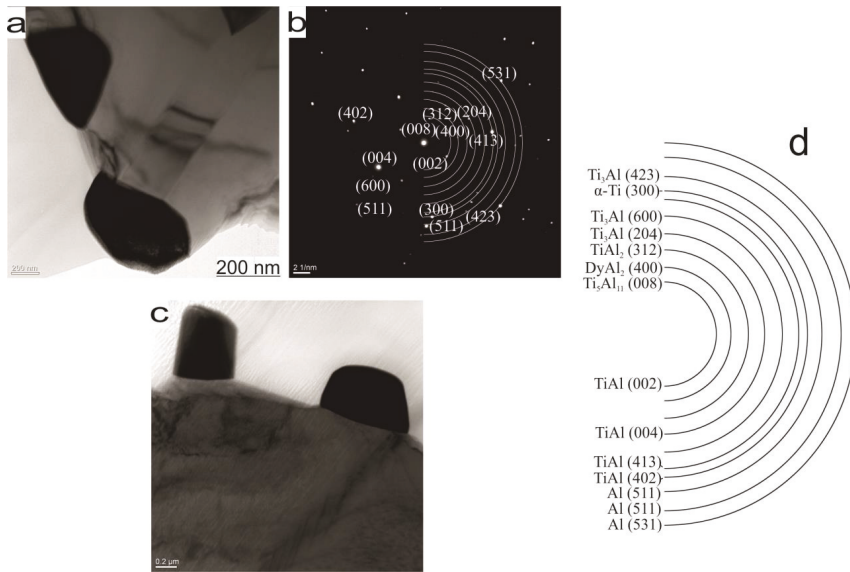 a
200 nm
200 nm
b
(531)
(402)
(312)
(204)
(008)
(400)
(413)
(004)
(002)
(600)
(511)
(300)
(423)
(511)
2 1/nm
c
0.2 µm
d
Ti₃Al (423)
α-Ti (300)
Ti₃Al (600)
Ti₃Al (204)
TiAl₂ (312)
DyAl₂ (400)
Ti₅Al₁₁ (008)
TiAl (002)
TiAl (004)
TiAl (413)
TiAl (402)
Al (511)
Al (511)
Al (531)